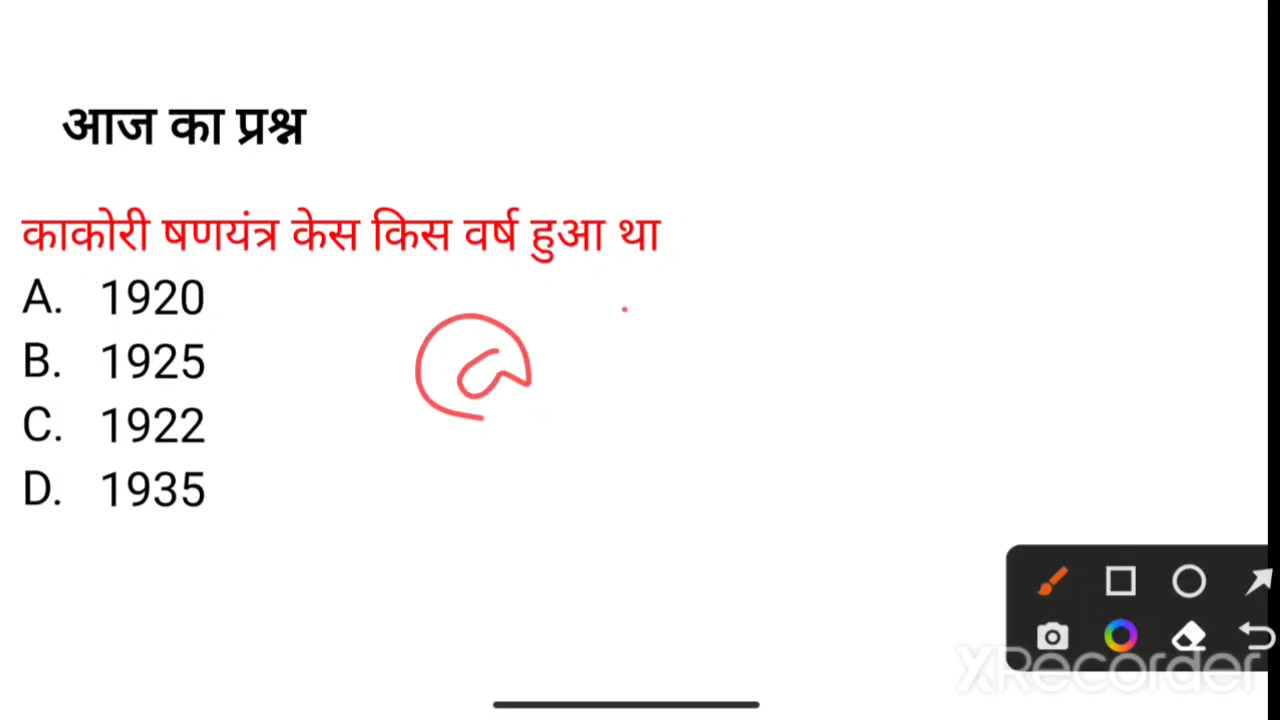 आज का प्रश्न
काकोरी षणयंत्र केस किस वर्ष हुआ था
A. 1920
B. 1925
C. 1922
D. 1935
XRecorder